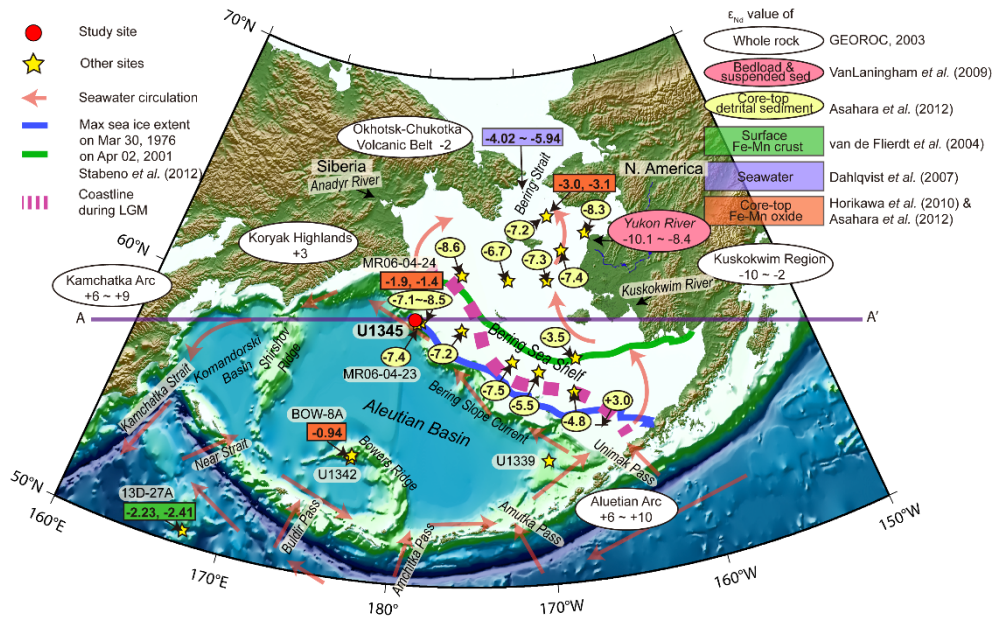 Study site
Other sites
Seawater circulation
Max sea ice extent
on Mar 30, 1976
on Apr 02, 2001
Stabeno et al. (2012)
Coastline
during LGM
εNd value of
Whole rock
GEOROC, 2003
Bedload &
suspended sed
VanLaningham et al. (2009)
Core-top
detrital sediment
Asahara et al. (2012)
Surface
Fe-Mn crust
van de Flierdt et al. (2004)
Seawater
Dahlqvist et al. (2007)
Core-top
Fe-Mn oxide
Horikawa et al. (2010) &
Asahara et al. (2012)
70°N
60°N
50°N
160°E
170°E
180°
170°W
160°W
150°W
Okhotsk-Chukotka
Volcanic Belt -2
-4.02 ~ -5.94
Siberia
Anadyr River
Bering Strait
N. America
-3.0, -3.1
-8.3
-7.2
Yukon River
-10.1 ~ -8.4
Koryak Highlands
+3
-8.6
-6.7
-7.3
-7.4
Kuskokwim Region
-10 ~ -2
Kuskokwim River
Kamchatka Arc
+6 ~ +9
MR06-04-24
-1.9, -1.4
-7.1~-8.5
A
A'
U1345
-7.4
-7.2
MR06-04-23
Bering Sea Shelf
-3.5
-7.5
-5.5
-4.8
+3.0
Komandorski
Basin
Shirshov
Ridge
Kamchatka Strait
Aleutian Basin
Bering Slope Current
BOW-8A
-0.94
U1342
Bowers Ridge
U1339
Unimak Pass
Near Strait
13D-27A
-2.23, -2.41
Buldir Pass
Amchitka Pass
Amutka Pass
Aluetian Arc
+6 ~ +10